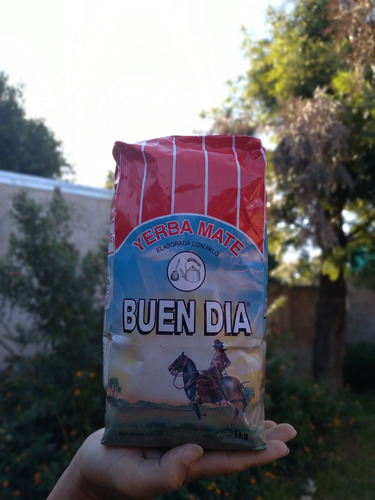 YERBA MATE
ELABORADA CON PALO
BUEN DIA
1kg